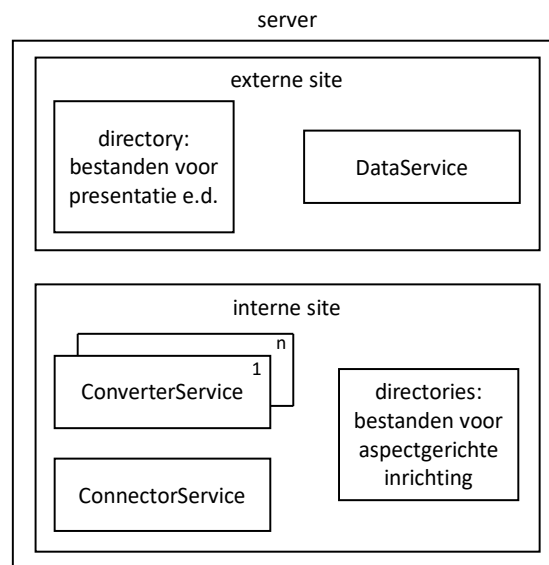 server
externe site
directory:
bestanden voor
presentatie e.d.
DataService
interne site
n
1
ConverterService
directories:
bestanden voor
aspectgerichte
inrichting
ConnectorService